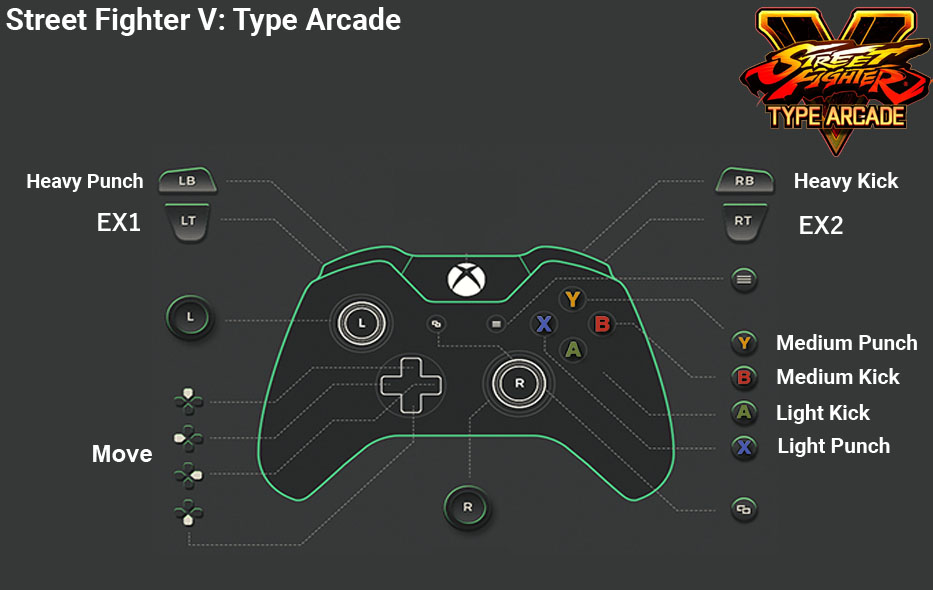 Street Fighter V: Type Arcade
V
STREET
FIGHTER
TYPE ARCADE
Heavy Punch
LB
RB
Heavy Kick
EX1
LT
RT
EX2
Y
L
L
X
B
A
Y
Medium Punch
R
B
Medium Kick
A
Light Kick
Move
X
Light Punch
R